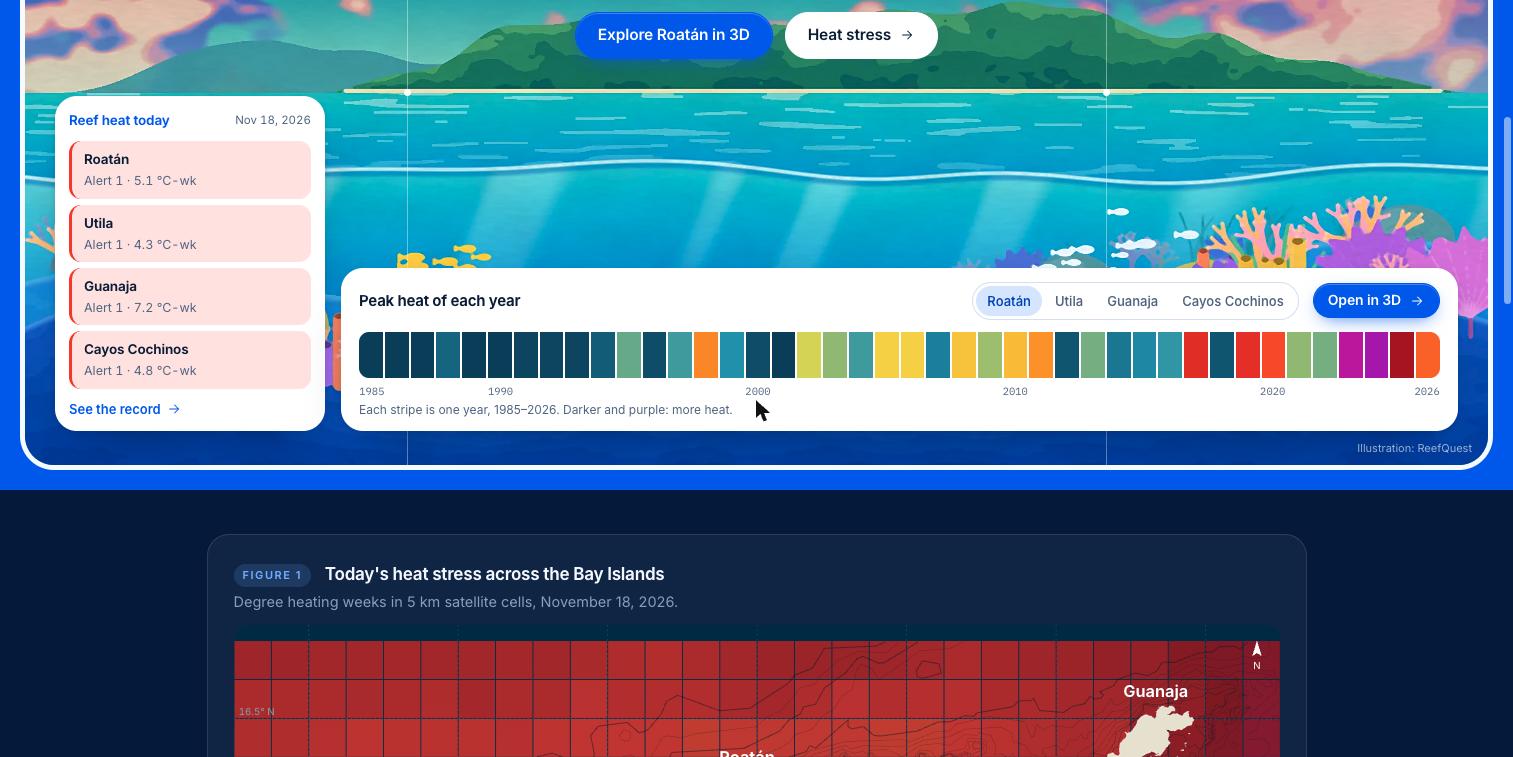 Explore Roatán in 3D
Heat stress →
Reef heat today
Nov 18, 2026
Roatán
Alert 1 · 5.1 °C-wk
Utila
Alert 1 · 4.3 °C-wk
Guanaja
Alert 1 · 7.2 °C-wk
Cayos Cochinos
Alert 1 · 4.8 °C-wk
See the record →
Peak heat of each year
Roatán
Utila
Guanaja
Cayos Cochinos
Open in 3D →
1985
1990
2000
2010
2020
2026
Each stripe is one year, 1985–2026. Darker and purple: more heat.
Illustration: ReefQuest
FIGURE 1
Today's heat stress across the Bay Islands
Degree heating weeks in 5 km satellite cells, November 18, 2026.
N
Guanaja
16.5° N
Roatán